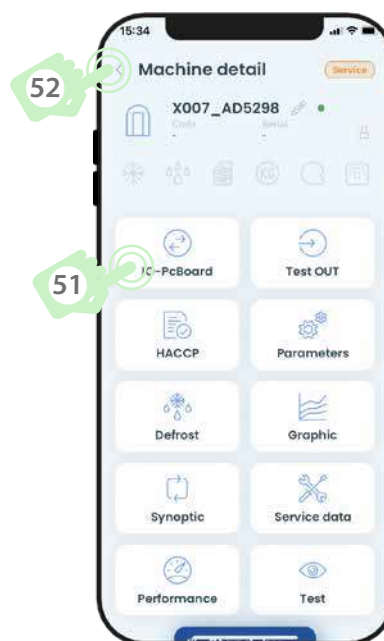 15:34
52
Machine detail
Service
X007_AD5298
Code
Serial
-
-
KG
51
IO-PcBoard
Test OUT
HACCP
Parameters
Defrost
Graphic
Synoptic
Service data
Performance
Test